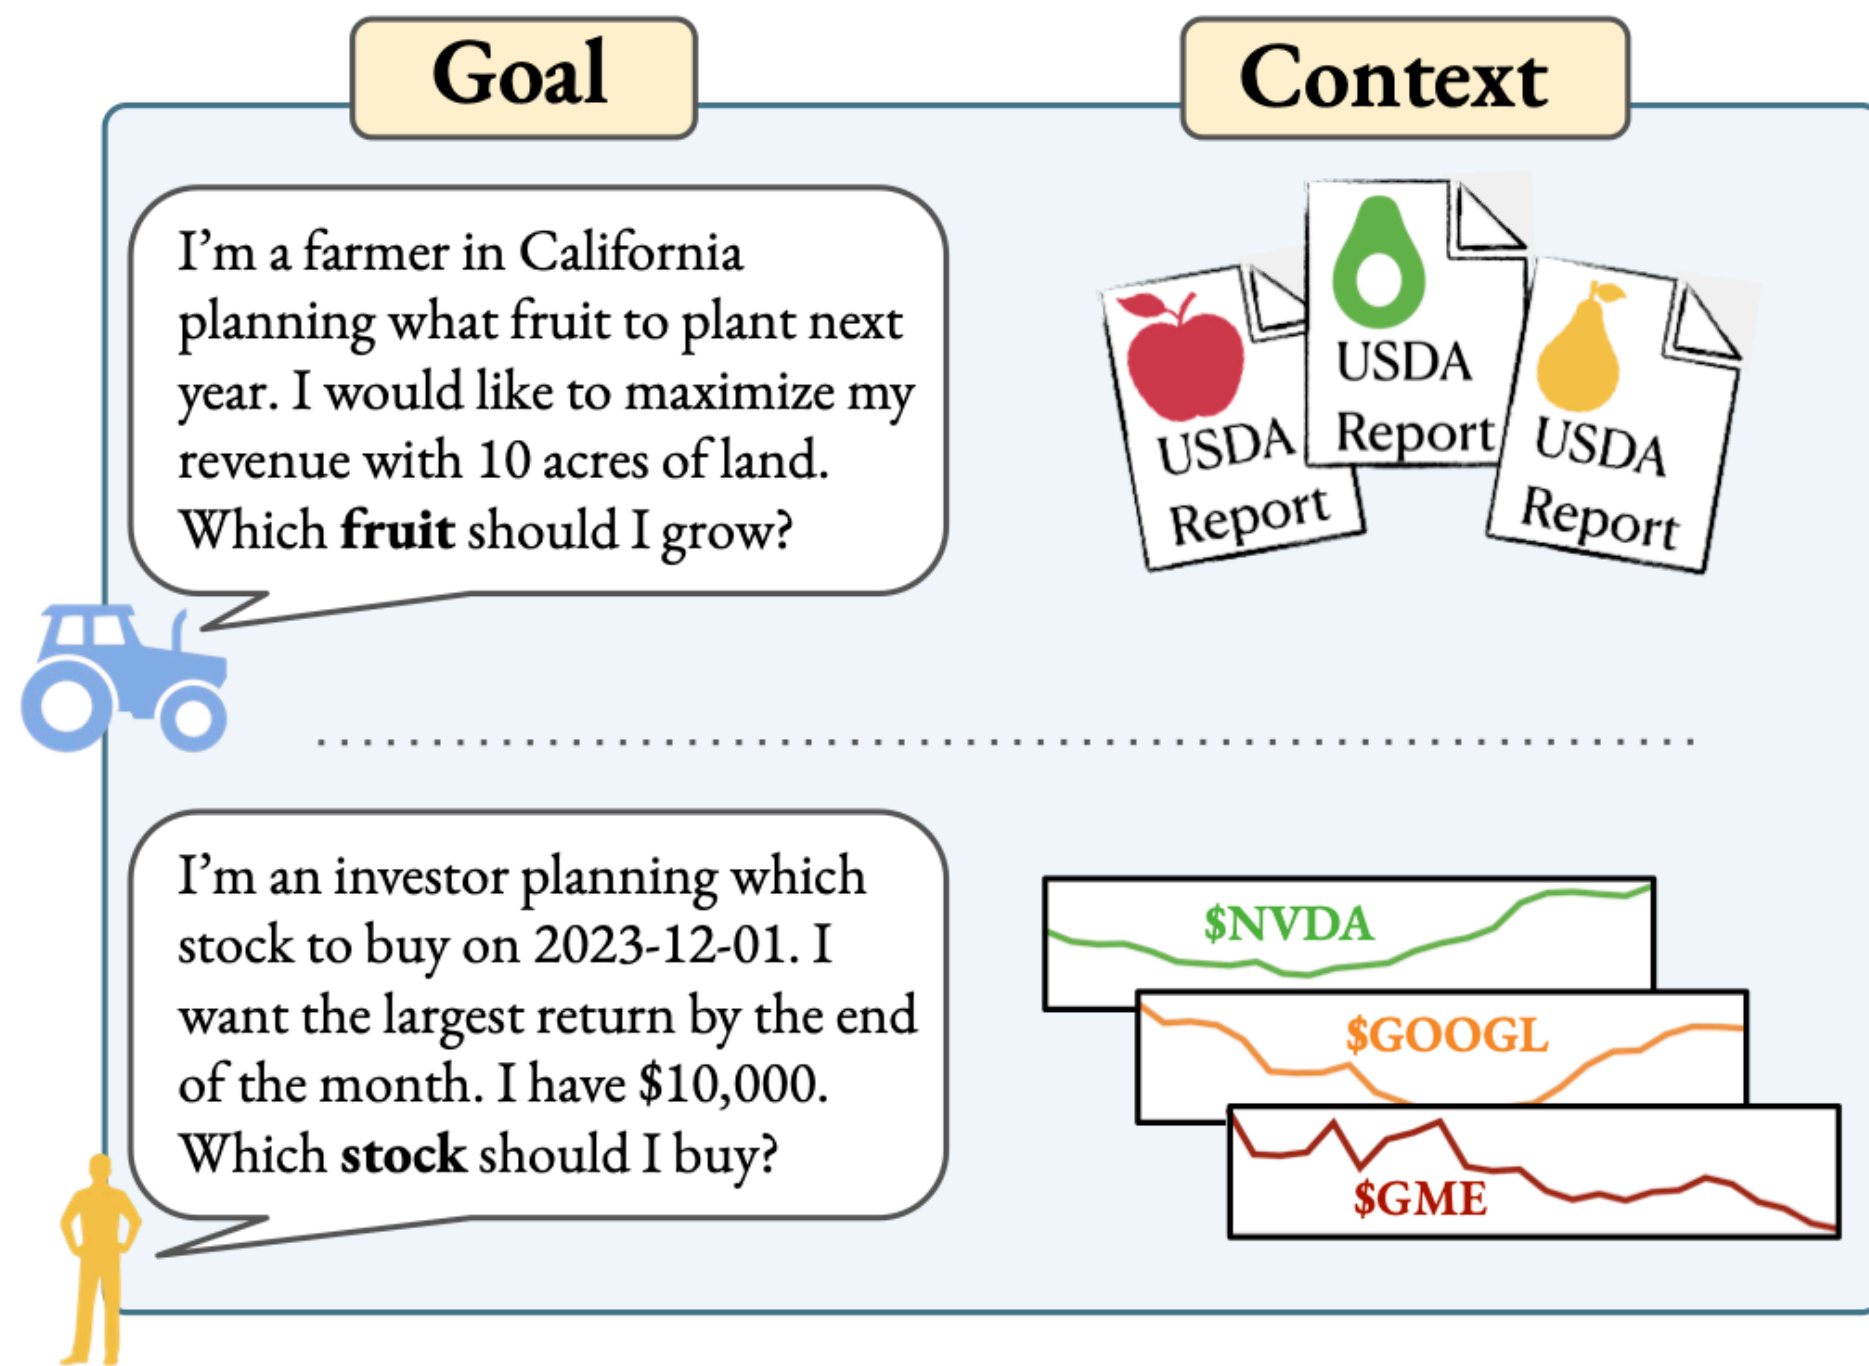 Goal
Context
I’m a farmer in California
planning what fruit to plant next
year. I would like to maximize my
revenue with 10 acres of land.
Which fruit should I grow?
USDA
Report
USDA
Report
USDA
Report
I’m an investor planning which
stock to buy on 2023-12-01. I
want the largest return by the end
of the month. I have $10,000.
Which stock should I buy?
$NVDA
$GOOGL
$GME